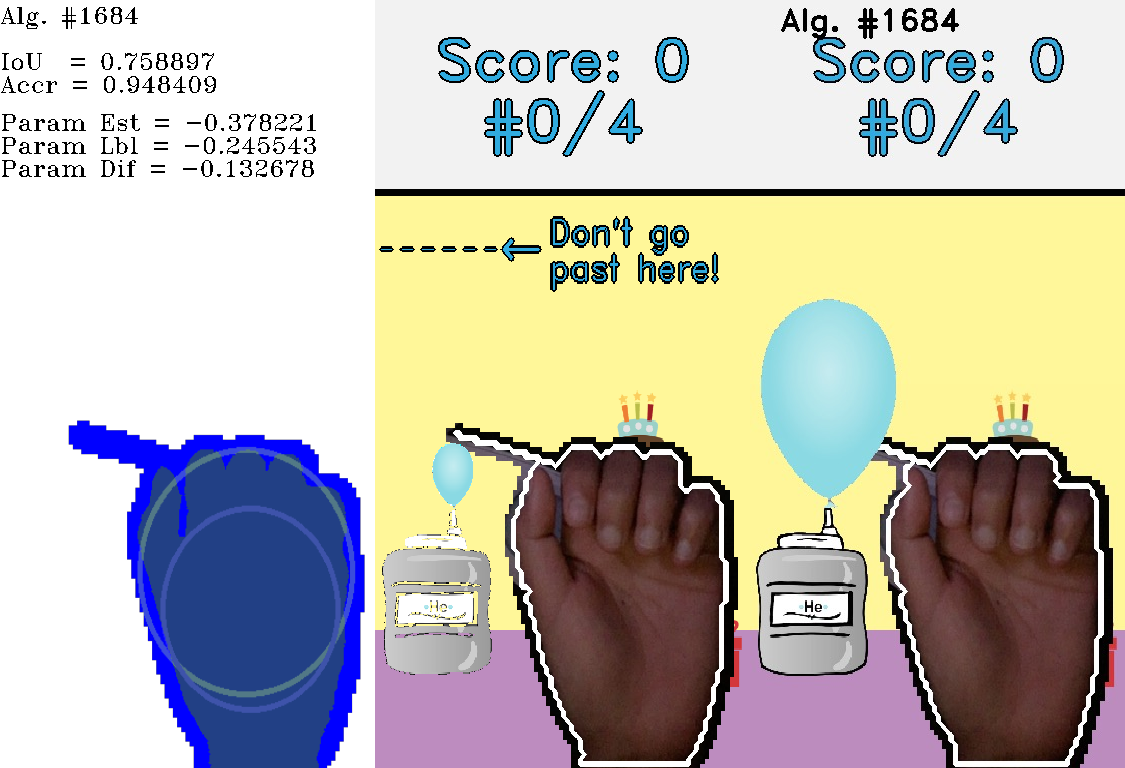 Alg. #1684
IoU = 0.758897
Accr = 0.948409
Param Est = −0.378221
Param Lbl = −0.245543
Param Dif = −0.132678
Score: 0
#0/4
Alg. #1684
Score: 0
#0/4
Don't go
past here!
He
He